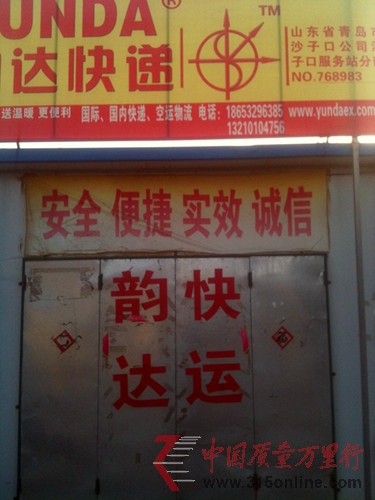 UNDA®
TM
达快递
山东省青岛
沙子口公司
子口服务站分
NO.768983
送温暖 更便利 国际、国内快递、空运物流 电话：18653296385
13210104756
www.yundaex.com
安全 便捷 实效 诚信
韵 快
达 运
中国质量万里行
www.315online.com